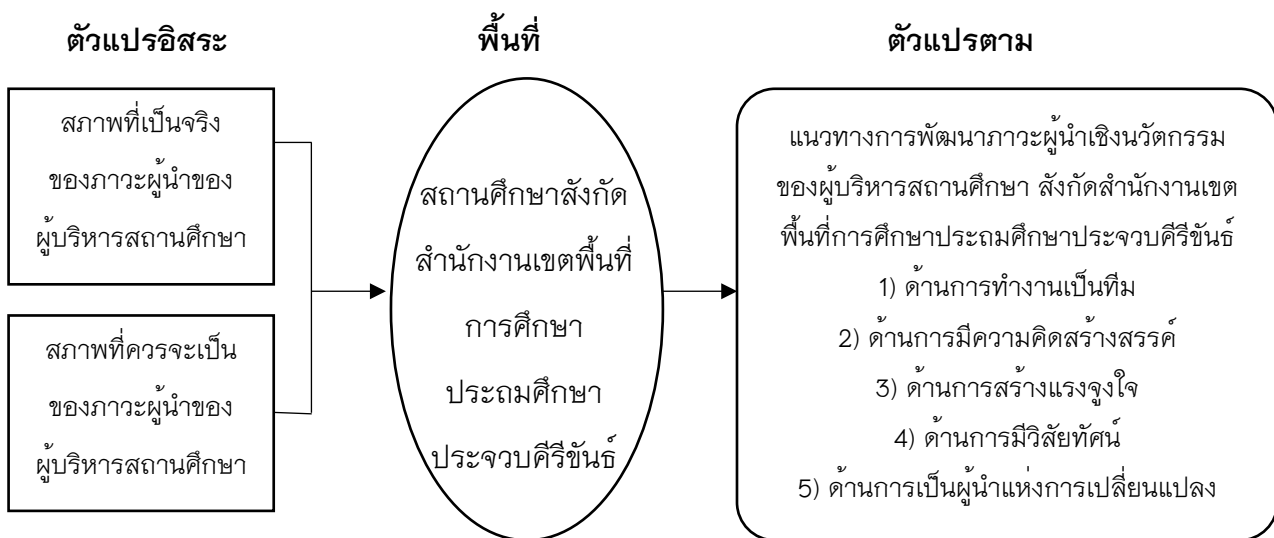 ตัวแปรอิสระ
พื้นที่
ตัวแปรตาม
สภาพที่เป็นจริง
ของภาวะผู้นำของ
ผู้บริหารสถานศึกษา
สภาพที่ควรจะเป็น
ของภาวะผู้นำของ
ผู้บริหารสถานศึกษา
สถานศึกษาสังกัด
สำนักงานเขตพื้นที่
การศึกษา
ประถมศึกษา
ประจวบคีรีขันธ์
แนวทางการพัฒนาภาวะผู้นำเชิงนวัตกรรม
ของผู้บริหารสถานศึกษา สังกัดสำนักงานเขต
พื้นที่การศึกษาประถมศึกษาประจวบคีรีขันธ์
1) ด้านการทำงานเป็นทีม
2) ด้านการมีความคิดสร้างสรรค์
3) ด้านการสร้างแรงจูงใจ
4) ด้านการมีวิสัยทัศน์
5) ด้านการเป็นผู้นำแห่งการเปลี่ยนแปลง